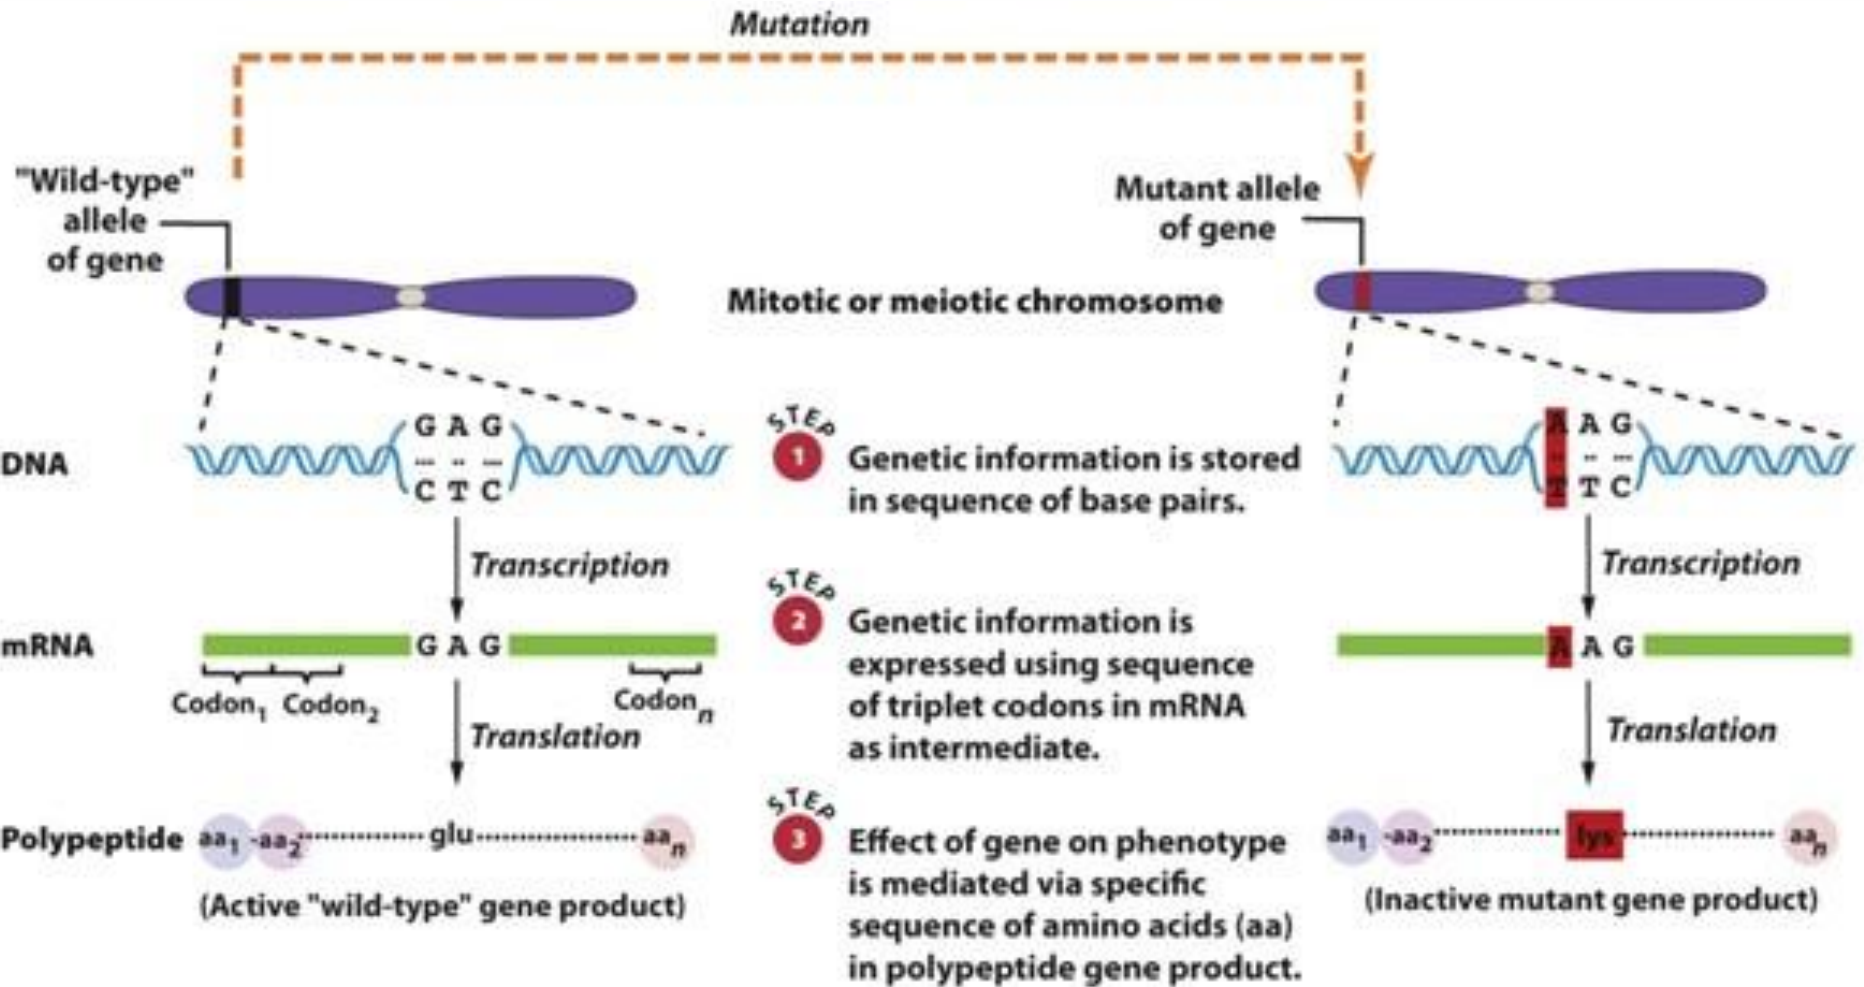 Mutation
"Wild-type"
allele
of gene
Mutant allele
of gene
Mitotic or meiotic chromosome
DNA
G A G
C T C
STEP
1
Genetic information is stored
in sequence of base pairs.
A A G
T T C
Transcription
Transcription
mRNA
G A G
Codon1 Codon2
Codonn
STEP
2
Genetic information is
expressed using sequence
of triplet codons in mRNA
as intermediate.
A A G
Translation
Translation
Polypeptide
aa1 -aa2 glu aan
(Active "wild-type" gene product)
STEP
3
Effect of gene on phenotype
is mediated via specific
sequence of amino acids (aa)
in polypeptide gene product.
aa1 -aa2 lys aan
(Inactive mutant gene product)